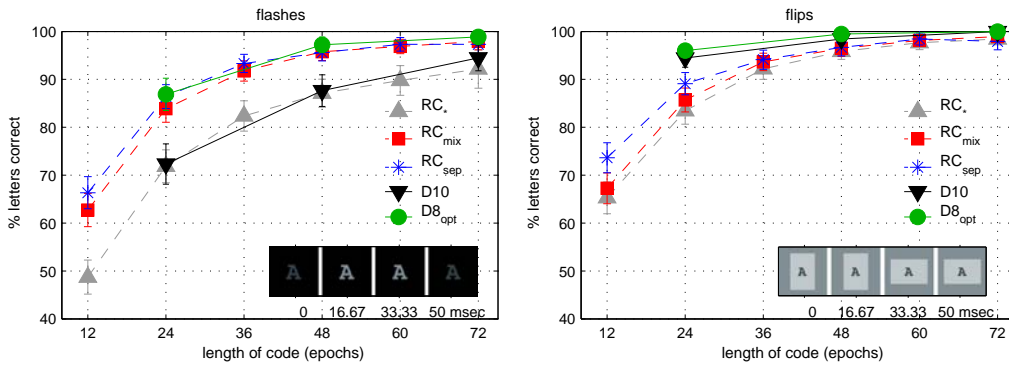 flashes
100
90
80
70
60
50
40
% letters correct
RC*
RCmix
RCsep
D10
D8opt
A A A A
0 16.67 33.33 50 msec
12 24 36 48 60 72
length of code (epochs)
flips
100
90
80
70
60
50
40
% letters correct
RC*
RCmix
RCsep
D10
D8opt
A A A A
0 16.67 33.33 50 msec
12 24 36 48 60 72
length of code (epochs)